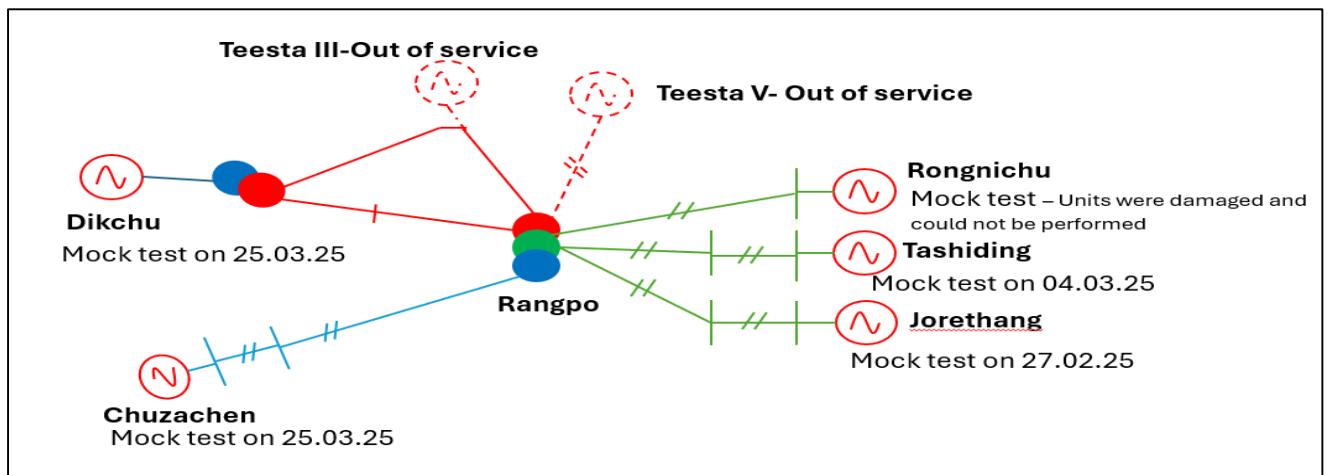 Teesta III-Out of service
Teesta V- Out of service
Dikchu
Mock test on 25.03.25
Rongnichu
Mock test – Units were damaged and
could not be performed
Tashiding
Mock test on 04.03.25
Rangpo
Jorethang
Mock test on 27.02.25
Chuzachen
Mock test on 25.03.25